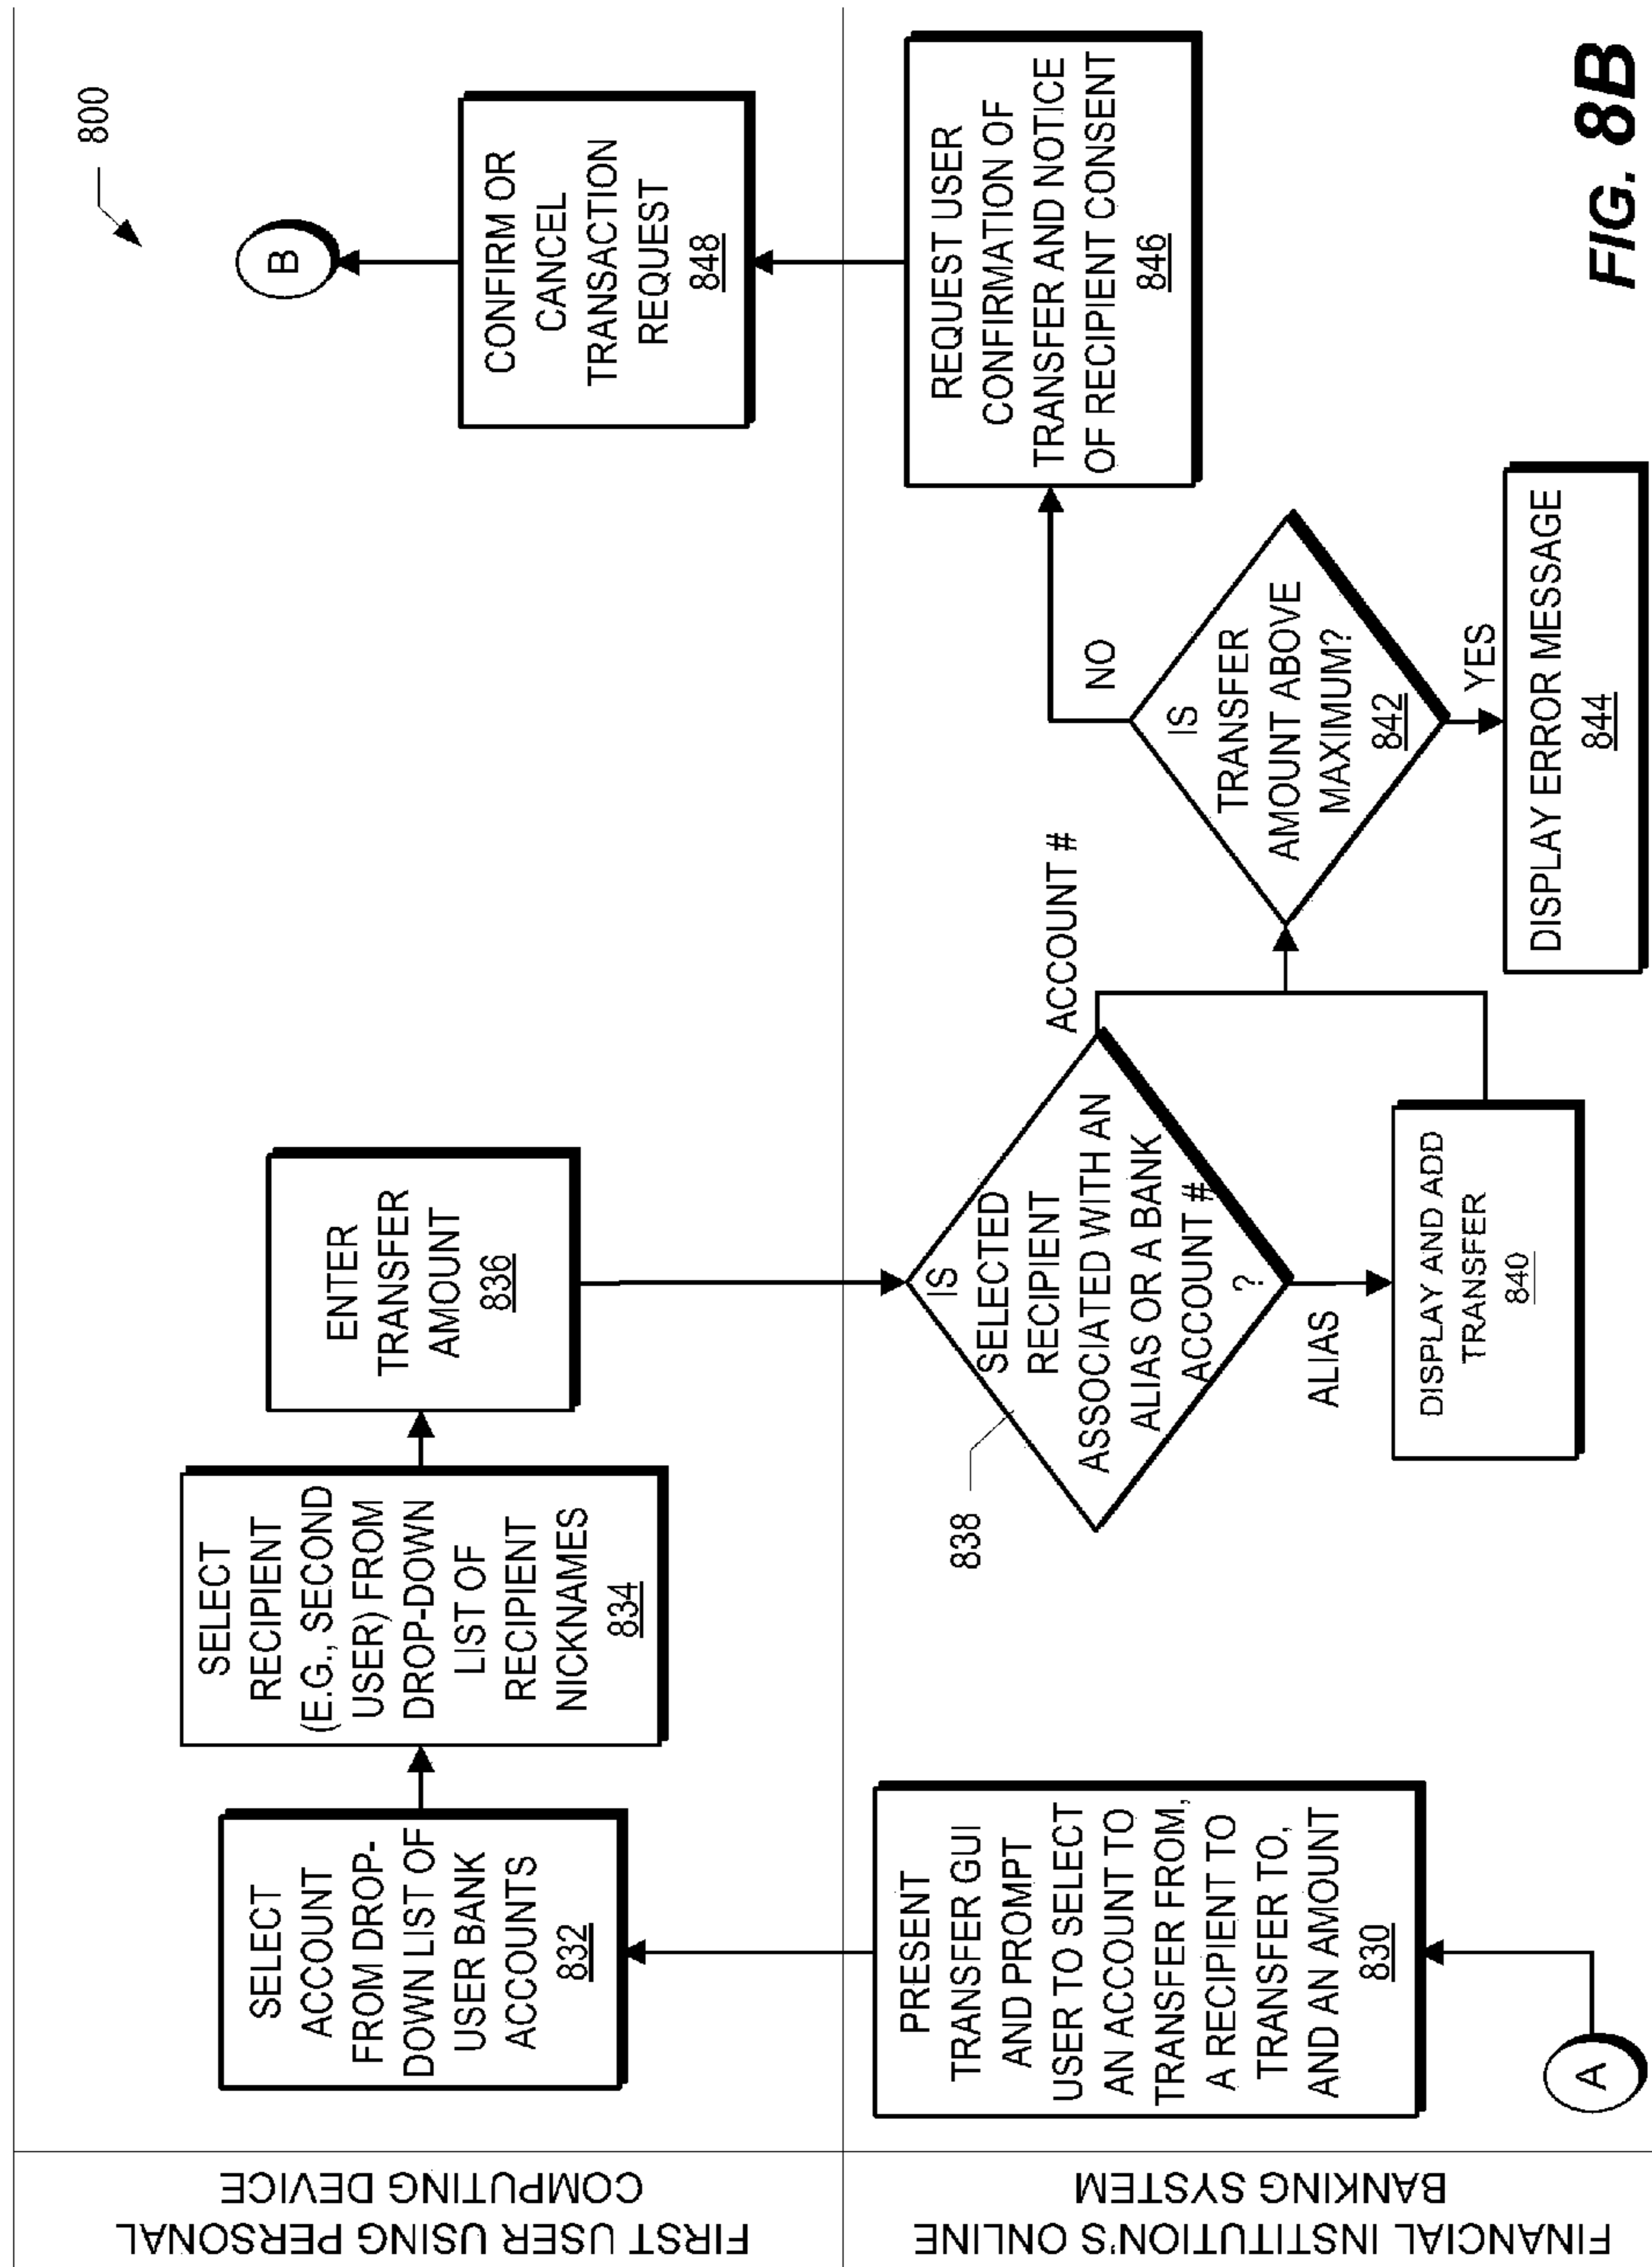 800
FIRST USER USING PERSONAL
COMPUTING DEVICE
SELECT
ACCOUNT
FROM DROP-
DOWN LIST OF
USER BANK
ACCOUNTS
832
SELECT
RECIPIENT
(E.G., SECOND
USER) FROM
DROP-DOWN
LIST OF
RECIPIENT
NICKNAMES
834
ENTER
TRANSFER
AMOUNT
836
CONFIRM OR
CANCEL
TRANSACTION
REQUEST
848
B
FINANCIAL INSTITUTION'S ONLINE
BANKING SYSTEM
A
PRESENT
TRANSFER GUI
AND PROMPT
USER TO SELECT
AN ACCOUNT TO
TRANSFER FROM,
A RECIPIENT TO
TRANSFER TO,
AND AN AMOUNT
830
838
IS
SELECTED
RECIPIENT
ASSOCIATED WITH AN
ALIAS OR A BANK
ACCOUNT #
?
ALIAS
ACCOUNT #
DISPLAY AND ADD
TRANSFER
840
IS
TRANSFER
AMOUNT ABOVE
MAXIMUM?
842
NO
YES
DISPLAY ERROR MESSAGE
844
REQUEST USER
CONFIRMATION OF
TRANSFER AND NOTICE
OF RECIPIENT CONSENT
846
FIG. 8B